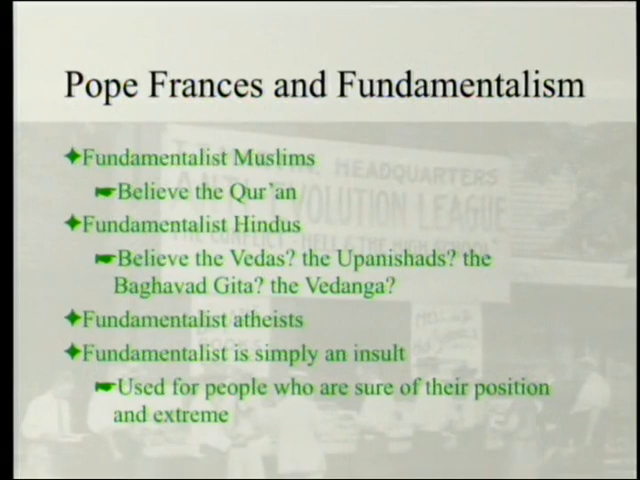 Pope Frances and Fundamentalism
Fundamentalist Muslims
Believe the Qur'an
Fundamentalist Hindus
Believe the Vedas? the Upanishads? the
Baghavad Gita? the Vedanga?
Fundamentalist atheists
Fundamentalist is simply an insult
Used for people who are sure of their position
and extreme
HEADQUARTERS
EVOLUTION LEAGUE